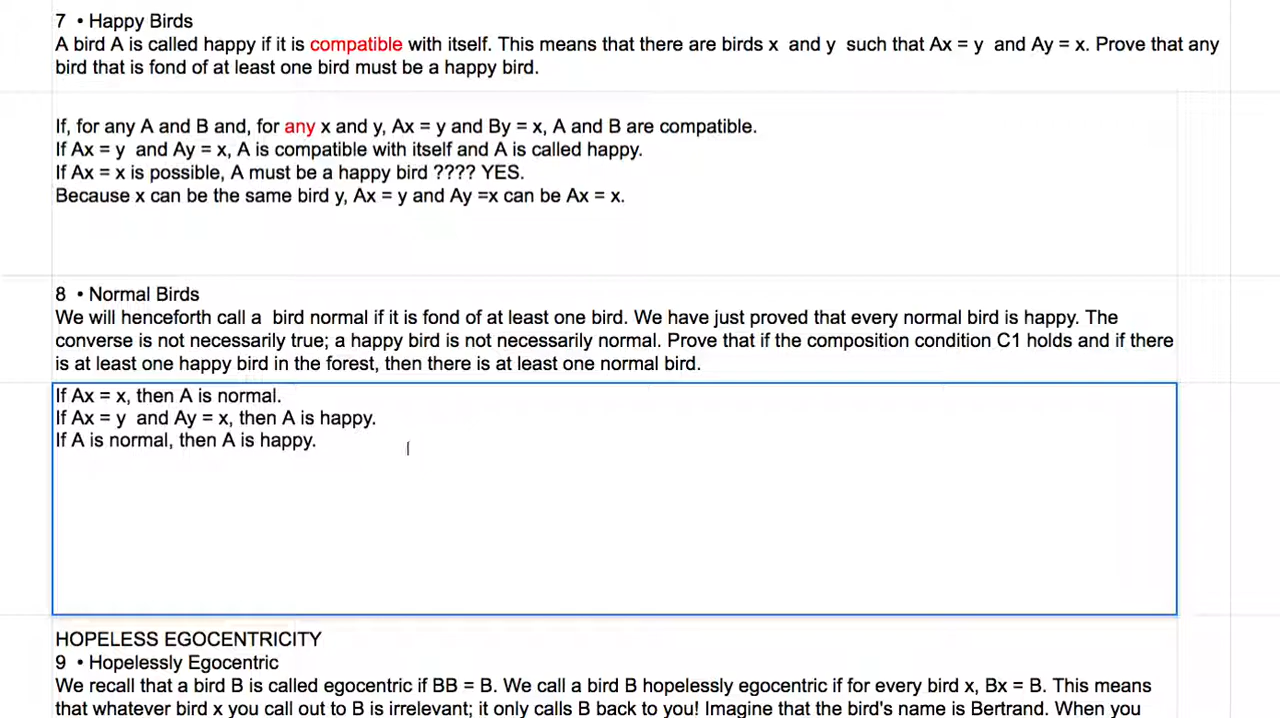 7 • Happy Birds
A bird A is called happy if it is compatible with itself. This means that there are birds x and y such that Ax = y and Ay = x. Prove that any
bird that is fond of at least one bird must be a happy bird.
If, for any A and B and, for any x and y, Ax = y and By = x, A and B are compatible.
If Ax = y and Ay = x, A is compatible with itself and A is called happy.
If Ax = x is possible, A must be a happy bird ???? YES.
Because x can be the same bird y, Ax = y and Ay =x can be Ax = x.
8 • Normal Birds
We will henceforth call a bird normal if it is fond of at least one bird. We have just proved that every normal bird is happy. The
converse is not necessarily true; a happy bird is not necessarily normal. Prove that if the composition condition C1 holds and if there
is at least one happy bird in the forest, then there is at least one normal bird.
If Ax = x, then A is normal.
If Ax = y and Ay = x, then A is happy.
If A is normal, then A is happy.
HOPELESS EGOCENTRICITY
9 • Hopelessly Egocentric
We recall that a bird B is called egocentric if BB = B. We call a bird B hopelessly egocentric if for every bird x, Bx = B. This means
that whatever bird x you call out to B is irrelevant; it only calls B back to you! Imagine that the bird's name is Bertrand. When you